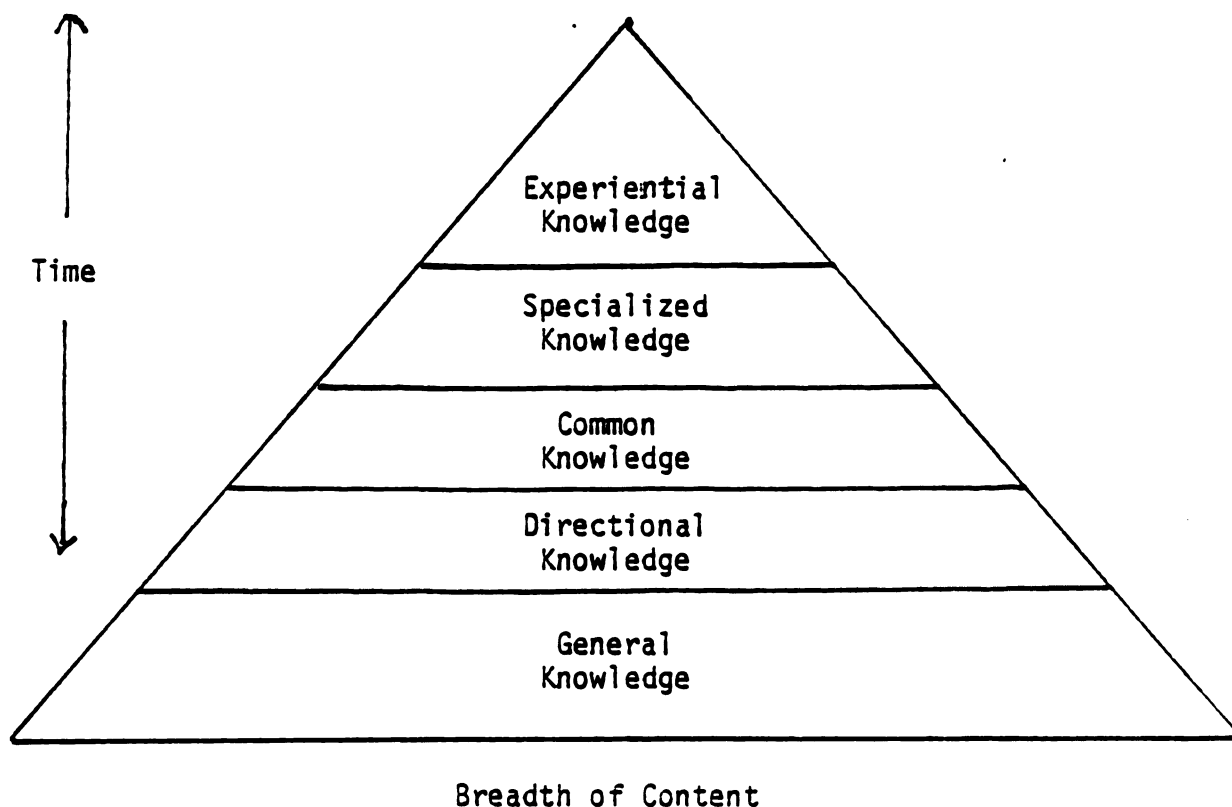 Experiential
Knowledge
Time
Specialized
Knowledge
Common
Knowledge
Directional
Knowledge
General
Knowledge
Breadth of Content